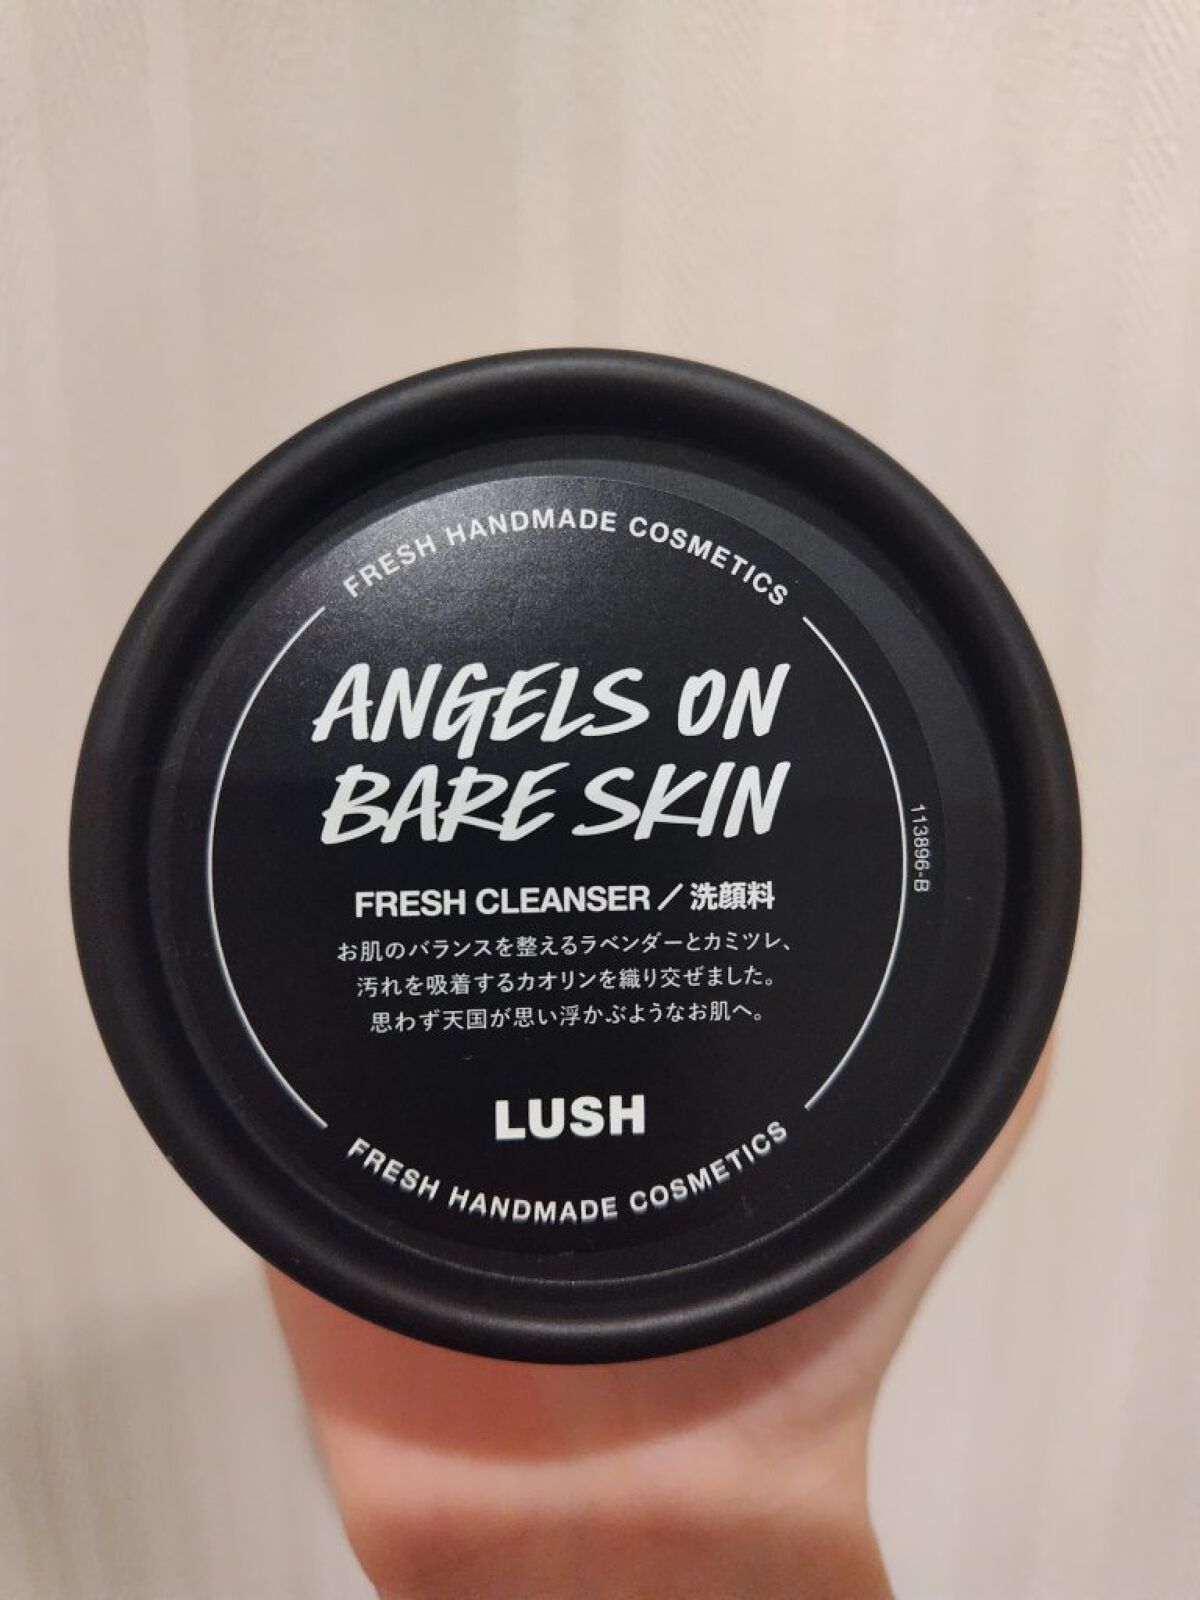 FRESH HANDMADE COSMETICS
ANGELS ON
BARE SKIN
113896-B
FRESH CLEANSER／洗顔料
お肌のバランスを整えるラベンダーとカミツレ、
汚れを吸着するカオリンを織り交ぜました。
思わず天国が思い浮かぶようなお肌へ。
LUSH
FRESH HANDMADE COSMETICS